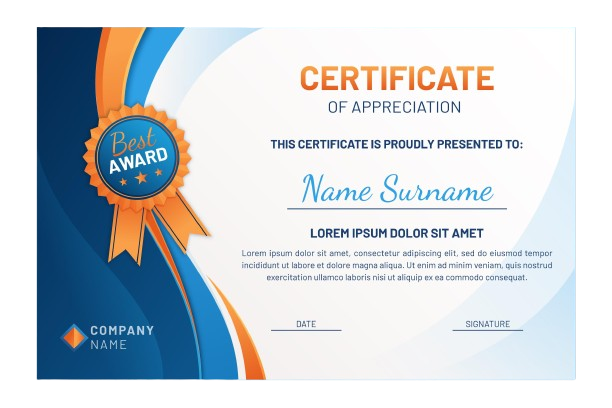 CERTIFICATE
OF APPRECIATION
Best
AWARD
THIS CERTIFICATE IS PROUDLY PRESENTED TO:
Name Surname
LOREM IPSUM DOLOR SIT AMET
Lorem ipsum dolor sit amet, consectetur adipiscing elit, sed do eiusmod tempor
incididunt ut labore et dolore magna aliqua. Ut enim ad minim veniam, quis nostrud
exercitation ullamco laboris nisi ut aliquip ex ea commodo consequat.
DATE
SIGNATURE
COMPANY
NAME